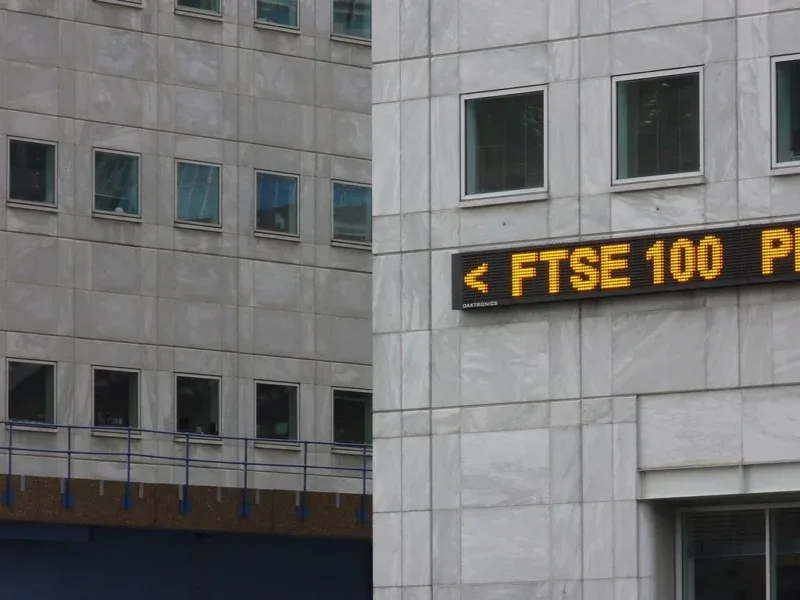 < FTSE 100 P
DAKTRONICS